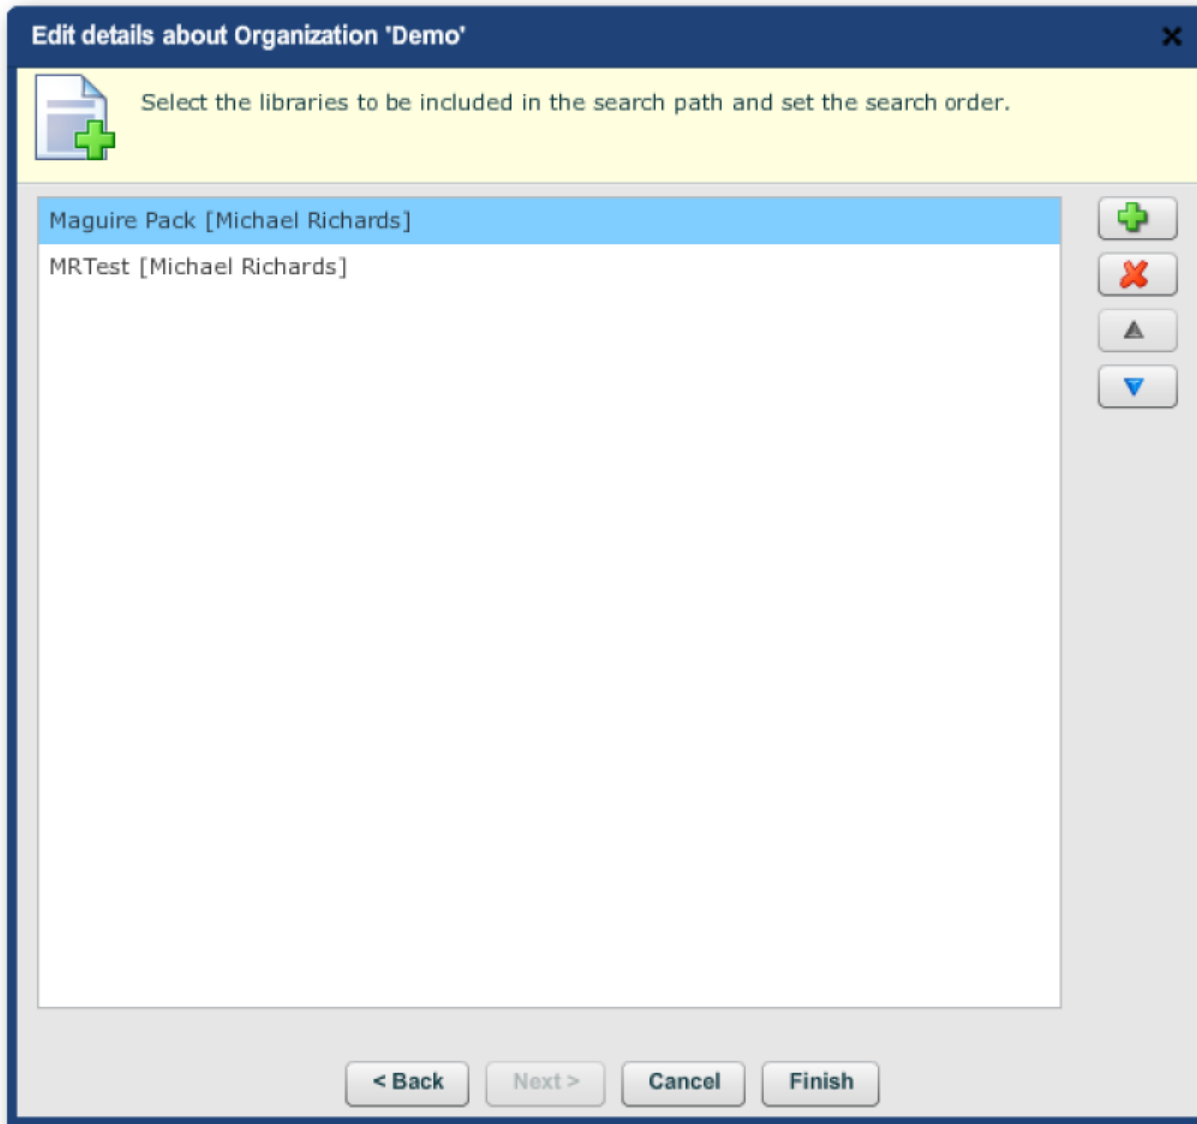 Edit details about Organization 'Demo'
Select the libraries to be included in the search path and set the search order.
Maguire Pack [Michael Richards]
MRTest [Michael Richards]
< Back
Next >
Cancel
Finish